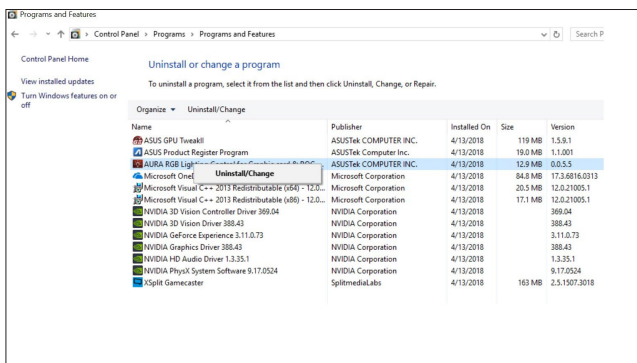 Programs and Features
Control Panel > Programs > Programs and Features
Search P
Control Panel Home
View installed updates
Turn Windows features on or
off
Uninstall or change a program
To uninstall a program, select it from the list and then click Uninstall, Change, or Repair.
Organize Uninstall/Change
Name Publisher Installed On Size Version
ASUS GPU TweakII ASUSTek COMPUTER INC. 4/13/2018 119 MB 1.5.9.1
ASUS Product Register Program ASUSTek Computer Inc. 4/13/2018 19.0 MB 1.1.001
AURA RGB Lighting Control for Graphic card & ROG ASUSTek COMPUTER INC. 4/13/2018 12.9 MB 0.0.5.5
Microsoft OneD Microsoft Corporation 4/13/2018 84.8 MB 17.3.6816.0313
Uninstall/Change
Microsoft Visual C++ 2013 Redistributable (x64) - 12.0... Microsoft Corporation 4/13/2018 20.5 MB 12.0.21005.1
Microsoft Visual C++ 2013 Redistributable (x86) - 12.0... Microsoft Corporation 4/13/2018 17.1 MB 12.0.21005.1
NVIDIA 3D Vision Controller Driver 369.04 NVIDIA Corporation 4/13/2018 369.04
NVIDIA 3D Vision Driver 388.43 NVIDIA Corporation 4/13/2018 388.43
NVIDIA GeForce Experience 3.11.0.73 NVIDIA Corporation 4/13/2018 3.11.0.73
NVIDIA Graphics Driver 388.43 NVIDIA Corporation 4/13/2018 388.43
NVIDIA HD Audio Driver 1.3.35.1 NVIDIA Corporation 4/13/2018 1.3.35.1
NVIDIA PhysX System Software 9.17.0524 NVIDIA Corporation 4/13/2018 9.17.0524
XSplit Gamecaster SplitmediaLabs 4/13/2018 163 MB 2.5.1507.3018